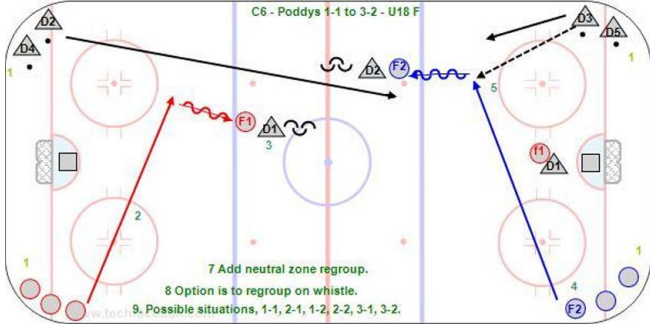 C6 - Poddys 1-1 to 3-2 - U18 F
D2
D3
D4
D5
1
1
D2
F2
5
F1
D1
3
f1
D1
2
7 Add neutral zone regroup.
8 Option is to regroup on whistle.
9. Possible situations, 1-1, 2-1, 1-2, 2-2, 3-1, 3-2.
1
1
4
F2